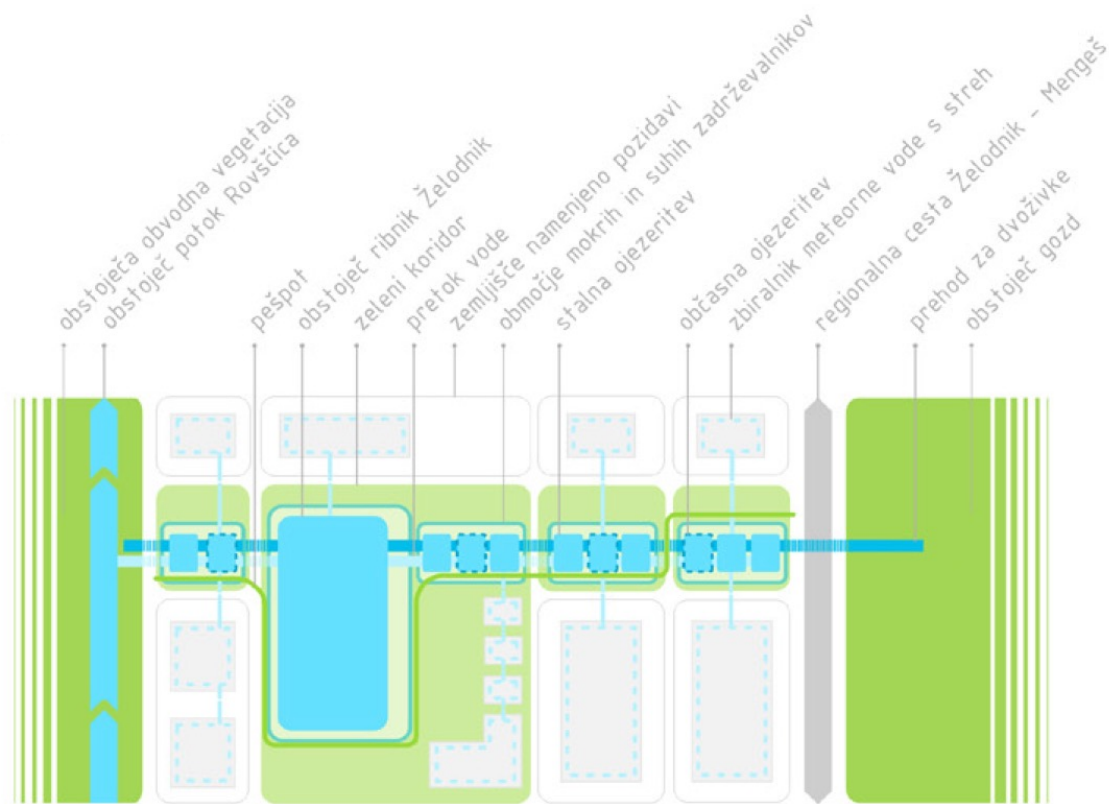 obstoječa obvodna vegetacija
obstoječ potok Rovščica
pešpot
obstoječ ribnik Želodnik
zeleni koridor
pretok vode
zemljišče namenjeno pozidavi
območje mokrih in suhih zadrževalnikov
stalna ojezeritev
občasna ojezeritev
zbiralnik meteorne vode s streh
regionalna cesta Želodnik - Mengeš
prehod za dvoživke
obstoječ gozd